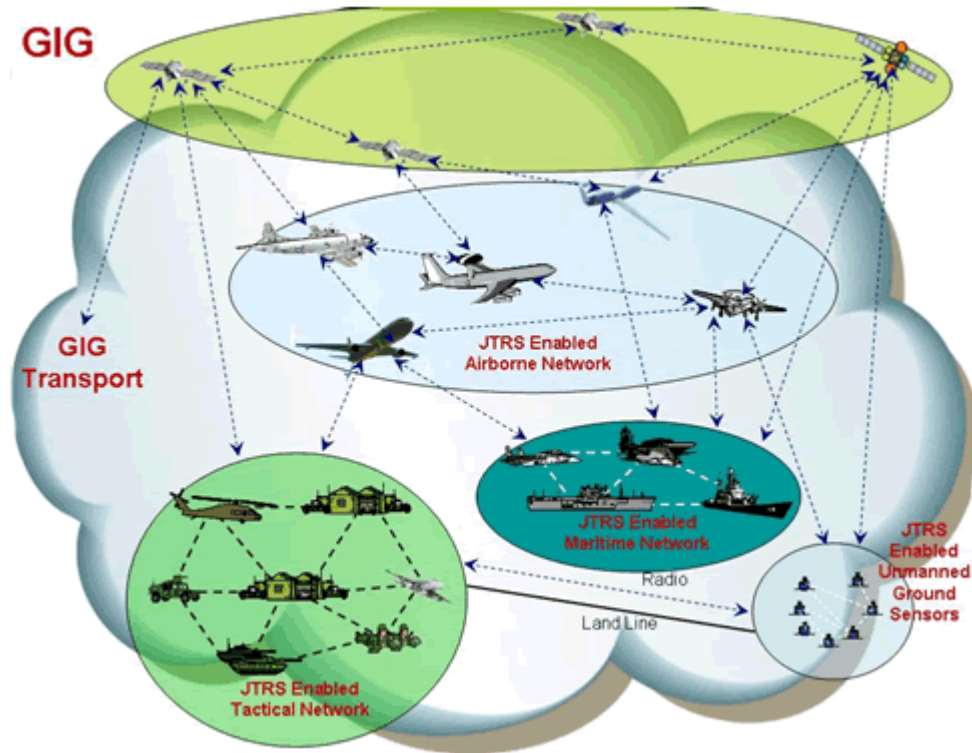 GIG
GIG
Transport
JTRS Enabled
Airborne Network
JTRS Enabled
Maritime Network
Radio
Land Line
JTRS
Enabled
Unmanned
Ground
Sensors
JTRS Enabled
Tactical Network